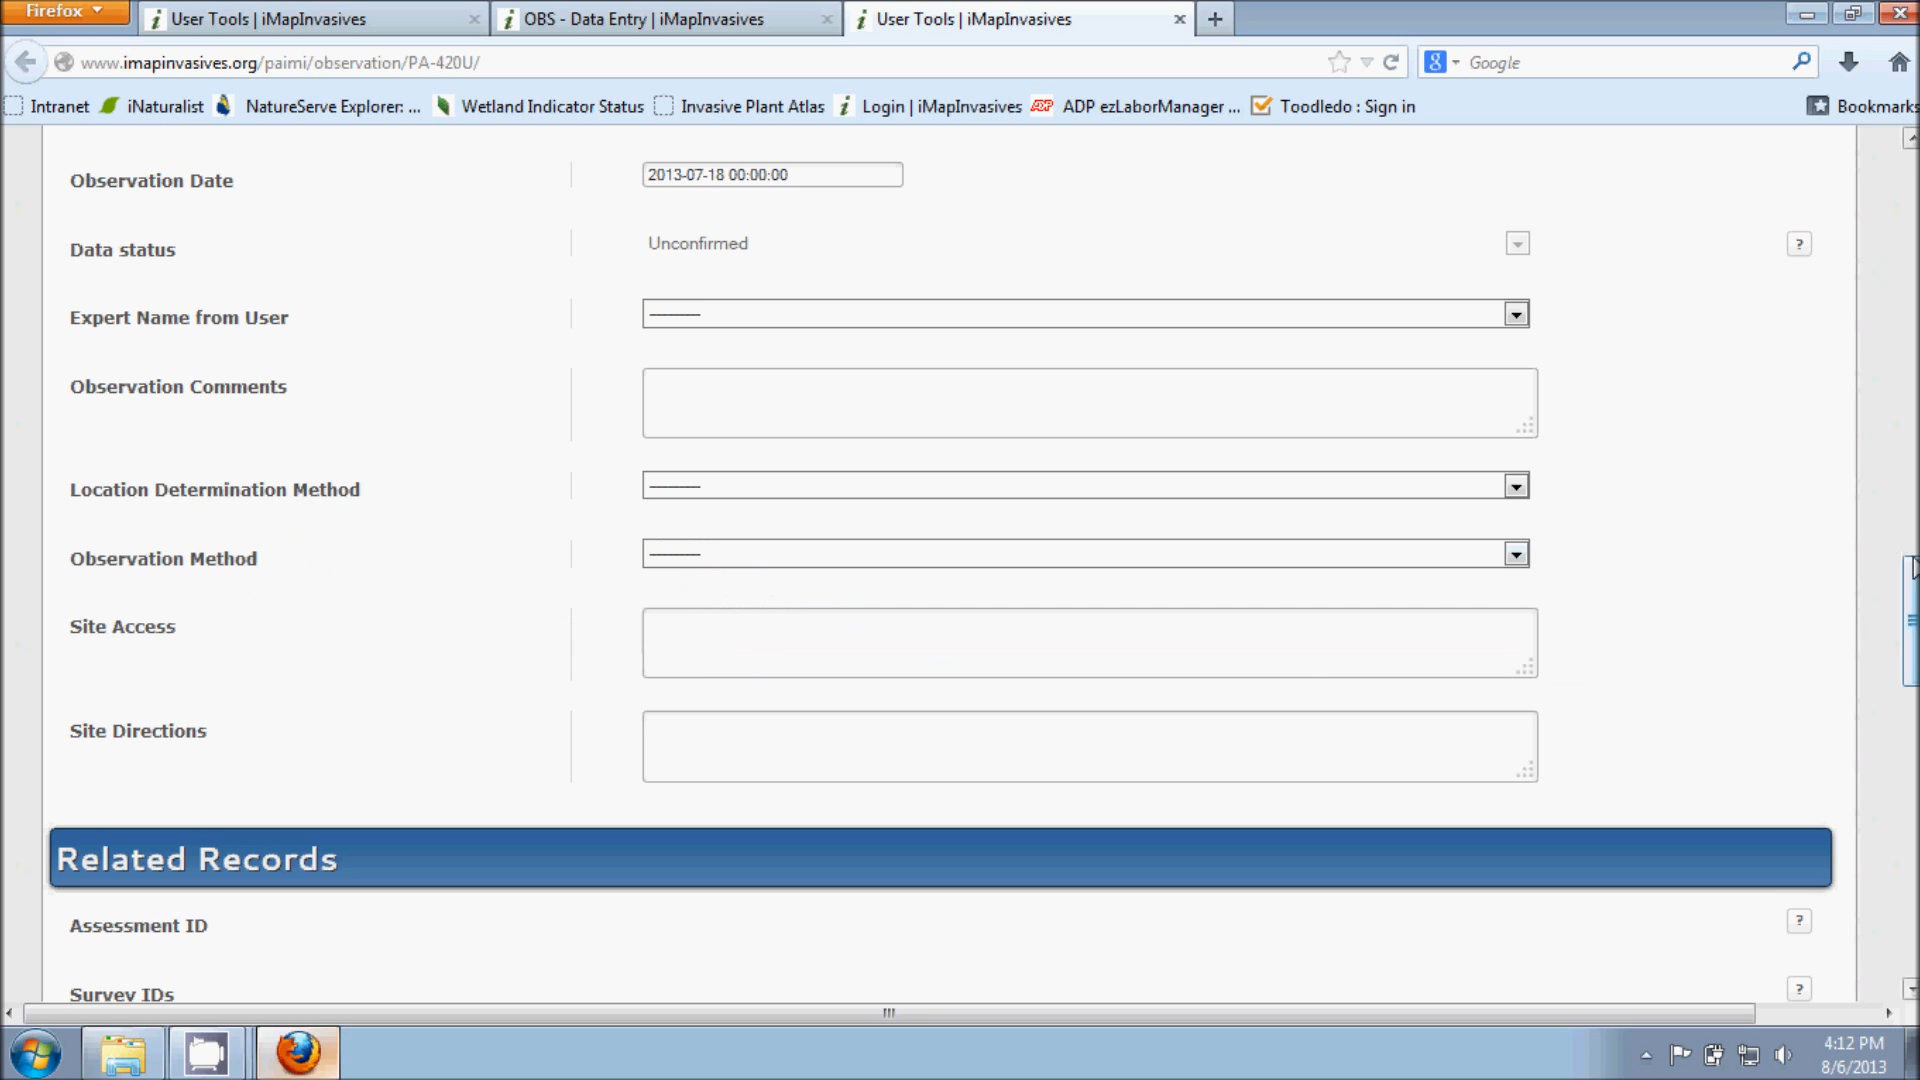 Firefox
User Tools | iMapInvasives
OBS - Data Entry | iMapInvasives
User Tools | iMapInvasives
www.imapinvasives.org/paimi/observation/PA-420U/
Google
Intranet
iNaturalist
NatureServe Explorer: ...
Wetland Indicator Status
Invasive Plant Atlas
Login | iMapInvasives
ADP ezLaborManager ...
Toodledo : Sign in
Bookmarks
Observation Date
2013-07-18 00:00:00
Data status
Unconfirmed
?
Expert Name from User
---------
Observation Comments
Location Determination Method
---------
Observation Method
---------
Site Access
Site Directions
Related Records
Assessment ID
?
Survey IDs
?
4:12 PM
8/6/2013